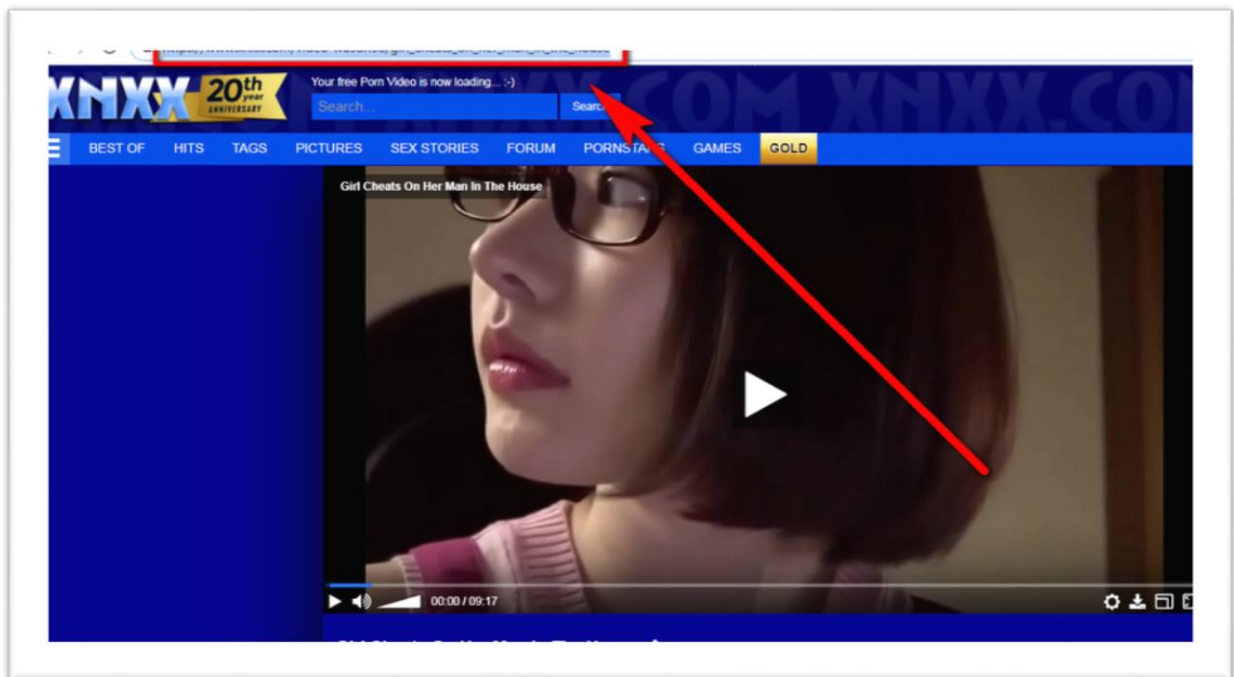 XNXX 20th year ANNIVERSARY
Your free Porn Video is now loading... :-)
Search...
BEST OF HITS TAGS PICTURES SEX STORIES FORUM PORNSTARS GAMES GOLD
Girl Cheats On Her Man In The House
00:00 / 09:17